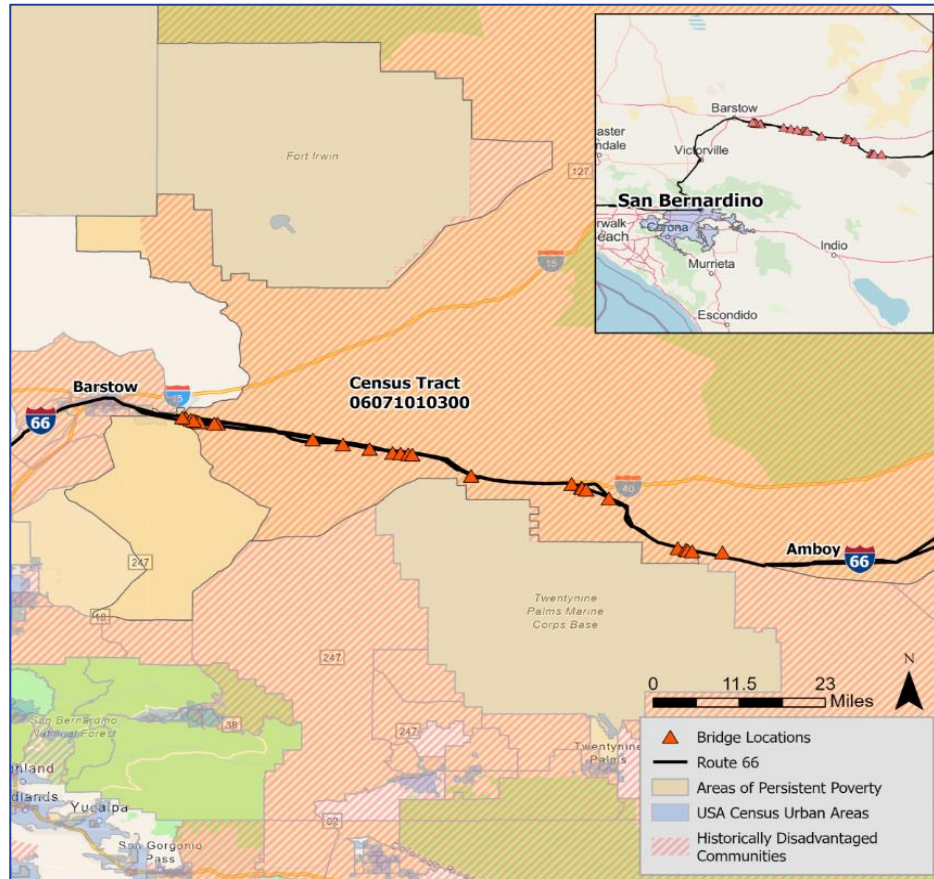 Fort Irwin
127
15
Barstow
15
66
Census Tract
06071010300
40
Amboy
66
247
18
Twentynine
Palms Marine
Corps Base
247
San Bernardino
National Forest
38
247
Twentynine
Palms
62
Yucaipa
San Gorgonio
Pass
Barstow
Victorville
San Bernardino
Corona
Indio
Murrieta
Escondido
0 11.5 23
Miles
N
Bridge Locations
Route 66
Areas of Persistent Poverty
USA Census Urban Areas
Historically Disadvantaged
Communities